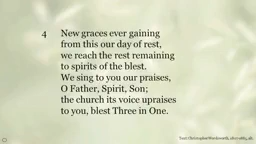 4 New graces ever gaining
from this our day of rest,
we reach the rest remaining
to spirits of the blest.
We sing to you our praises,
O Father, Spirit, Son;
the church its voice upraises
to you, blest Three in One.
Text: Christopher Wordsworth, 1807-1885, alt.